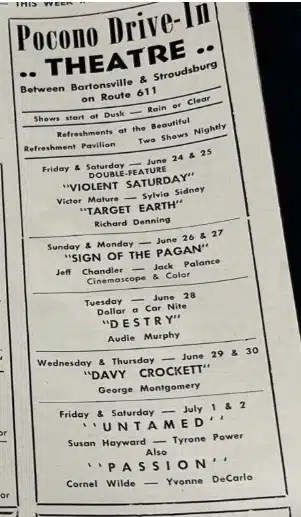 THIS WEEK
Pocono Drive-In
.. THEATRE ..
Between Bartonsville & Stroudsburg
on Route 611
Shows start at Dusk — Rain or Clear
Refreshments at the Beautiful
Refreshment Pavilion Two Shows Nightly
Friday & Saturday — June 24 & 25
DOUBLE-FEATURE
"VIOLENT SATURDAY"
Victor Mature — Sylvia Sidney
"TARGET EARTH"
Richard Denning
Sunday & Monday — June 26 & 27
"SIGN OF THE PAGAN"
Jeff Chandler — Jack Palance
Cinemascope & Color
Tuesday — June 28
Dollar a Car Nite
"DESTRY"
Audie Murphy
Wednesday & Thursday — June 29 & 30
"DAVY CROCKETT"
George Montgomery
Friday & Saturday — July 1 & 2
''UNTAMED''
Susan Hayward — Tyrone Power
Also
''PASSION''
Cornel Wilde — Yvonne DeCarlo
or
or